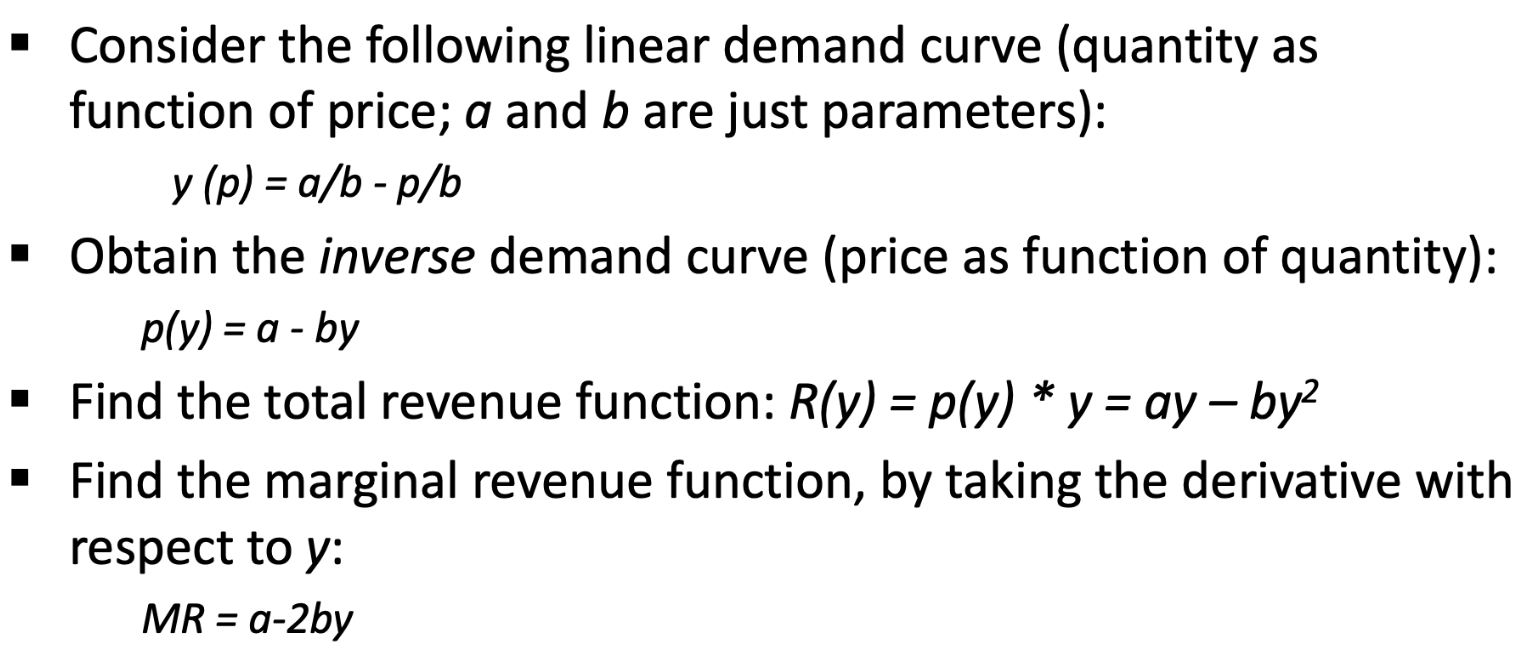 ▪ Consider the following linear demand curve (quantity as
function of price; a and b are just parameters):
y (p) = a/b - p/b
▪ Obtain the inverse demand curve (price as function of quantity):
p(y) = a - by
▪ Find the total revenue function: R(y) = p(y) * y = ay – by²
▪ Find the marginal revenue function, by taking the derivative with
respect to y:
MR = a-2by